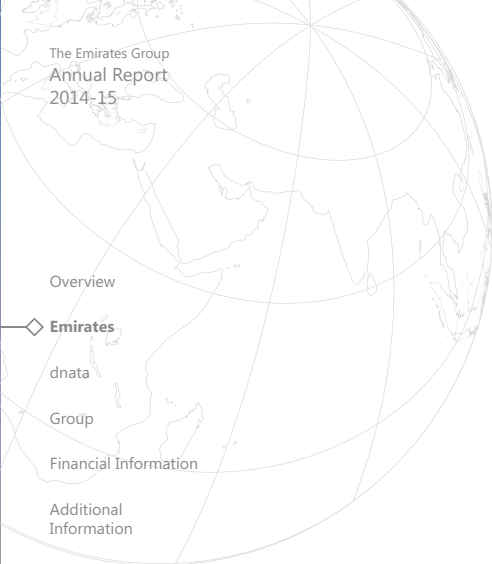 The Emirates Group
Annual Report
2014-15
Overview
Emirates
dnata
Group
Financial Information
Additional
Information